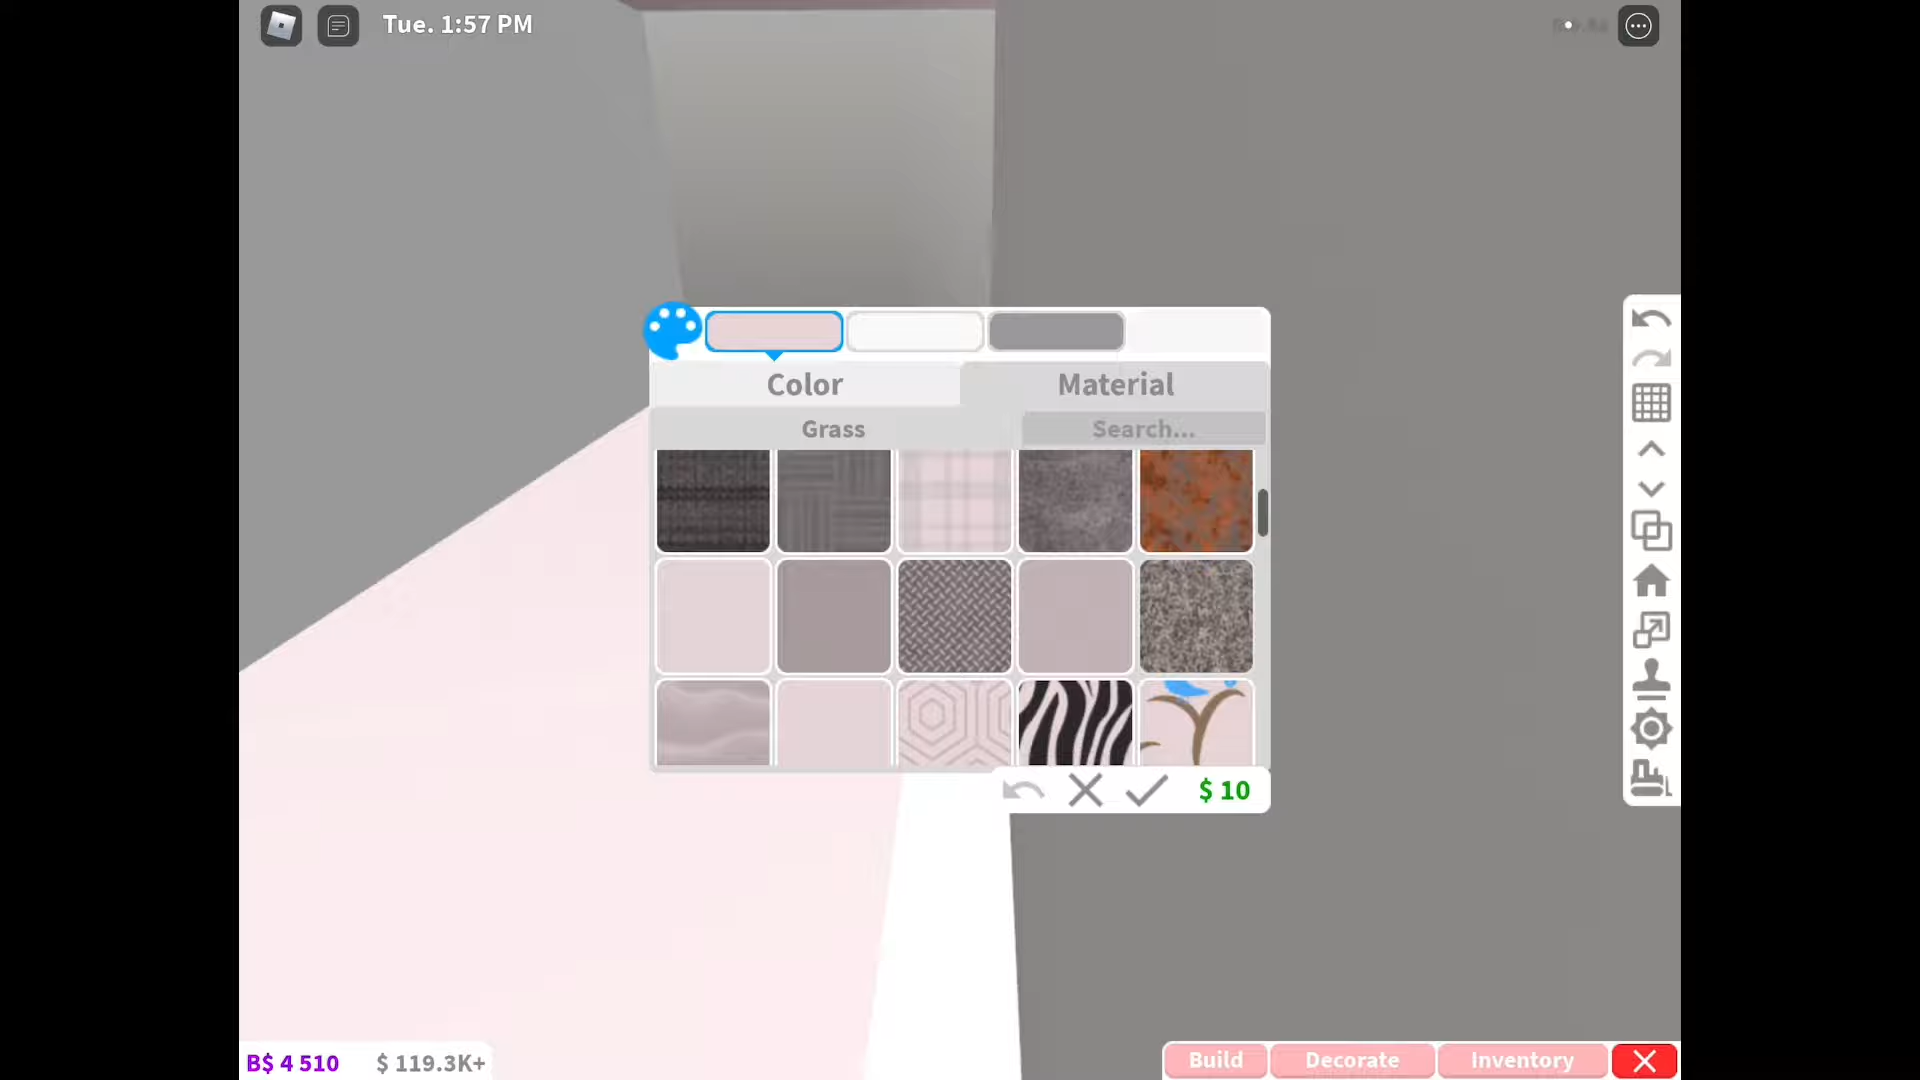 Tue. 1:57 PM
Color
Material
Grass
Search...
$ 10
B$ 4 510
$ 119.3K+
Build
Decorate
Inventory